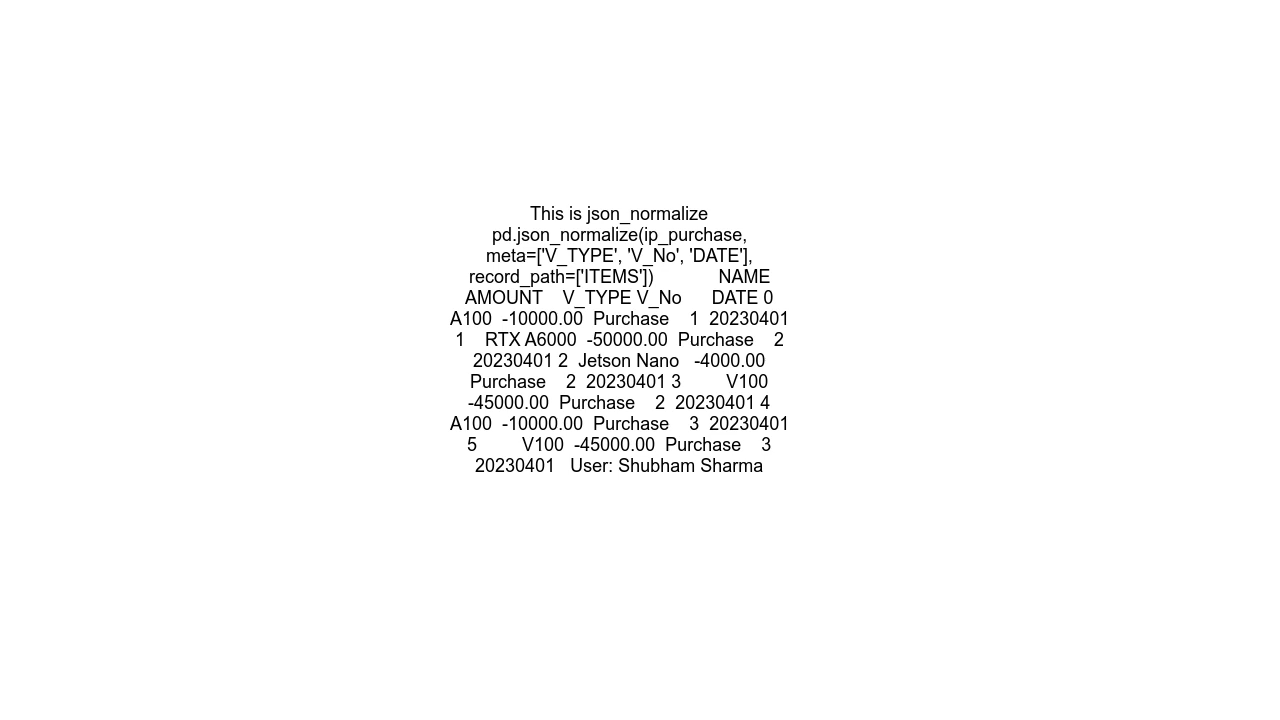 This is json_normalize
pd.json_normalize(ip_purchase,
meta=['V_TYPE', 'V_No', 'DATE'],
record_path=['ITEMS'])             NAME
AMOUNT    V_TYPE V_No      DATE 0
A100  -10000.00  Purchase    1  20230401
1    RTX A6000  -50000.00  Purchase    2
20230401 2  Jetson Nano   -4000.00
Purchase    2  20230401 3         V100
-45000.00  Purchase    2  20230401 4
A100  -10000.00  Purchase    3  20230401
5         V100  -45000.00  Purchase    3
20230401   User: Shubham Sharma